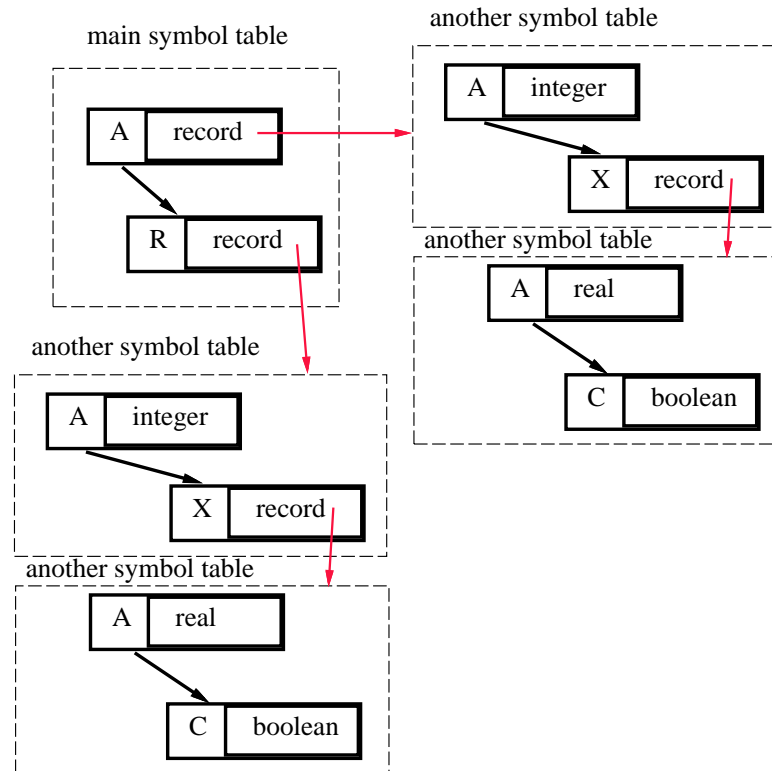 main symbol table
A record
R record
another symbol table
A integer
X record
another symbol table
A real
C boolean
another symbol table
A integer
X record
another symbol table
A real
C boolean